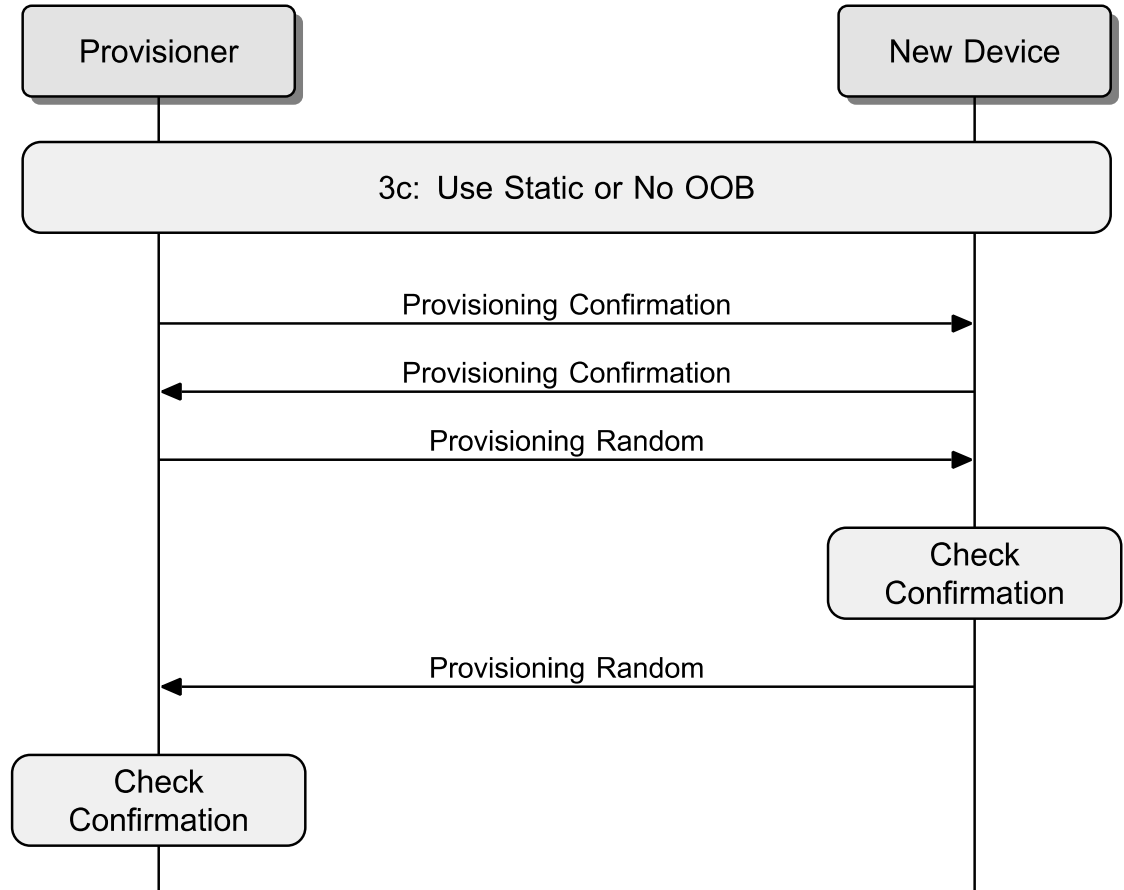 Provisioner
New Device
3c: Use Static or No OOB
Provisioning Confirmation
Provisioning Confirmation
Provisioning Random
Check
Confirmation
Provisioning Random
Check
Confirmation